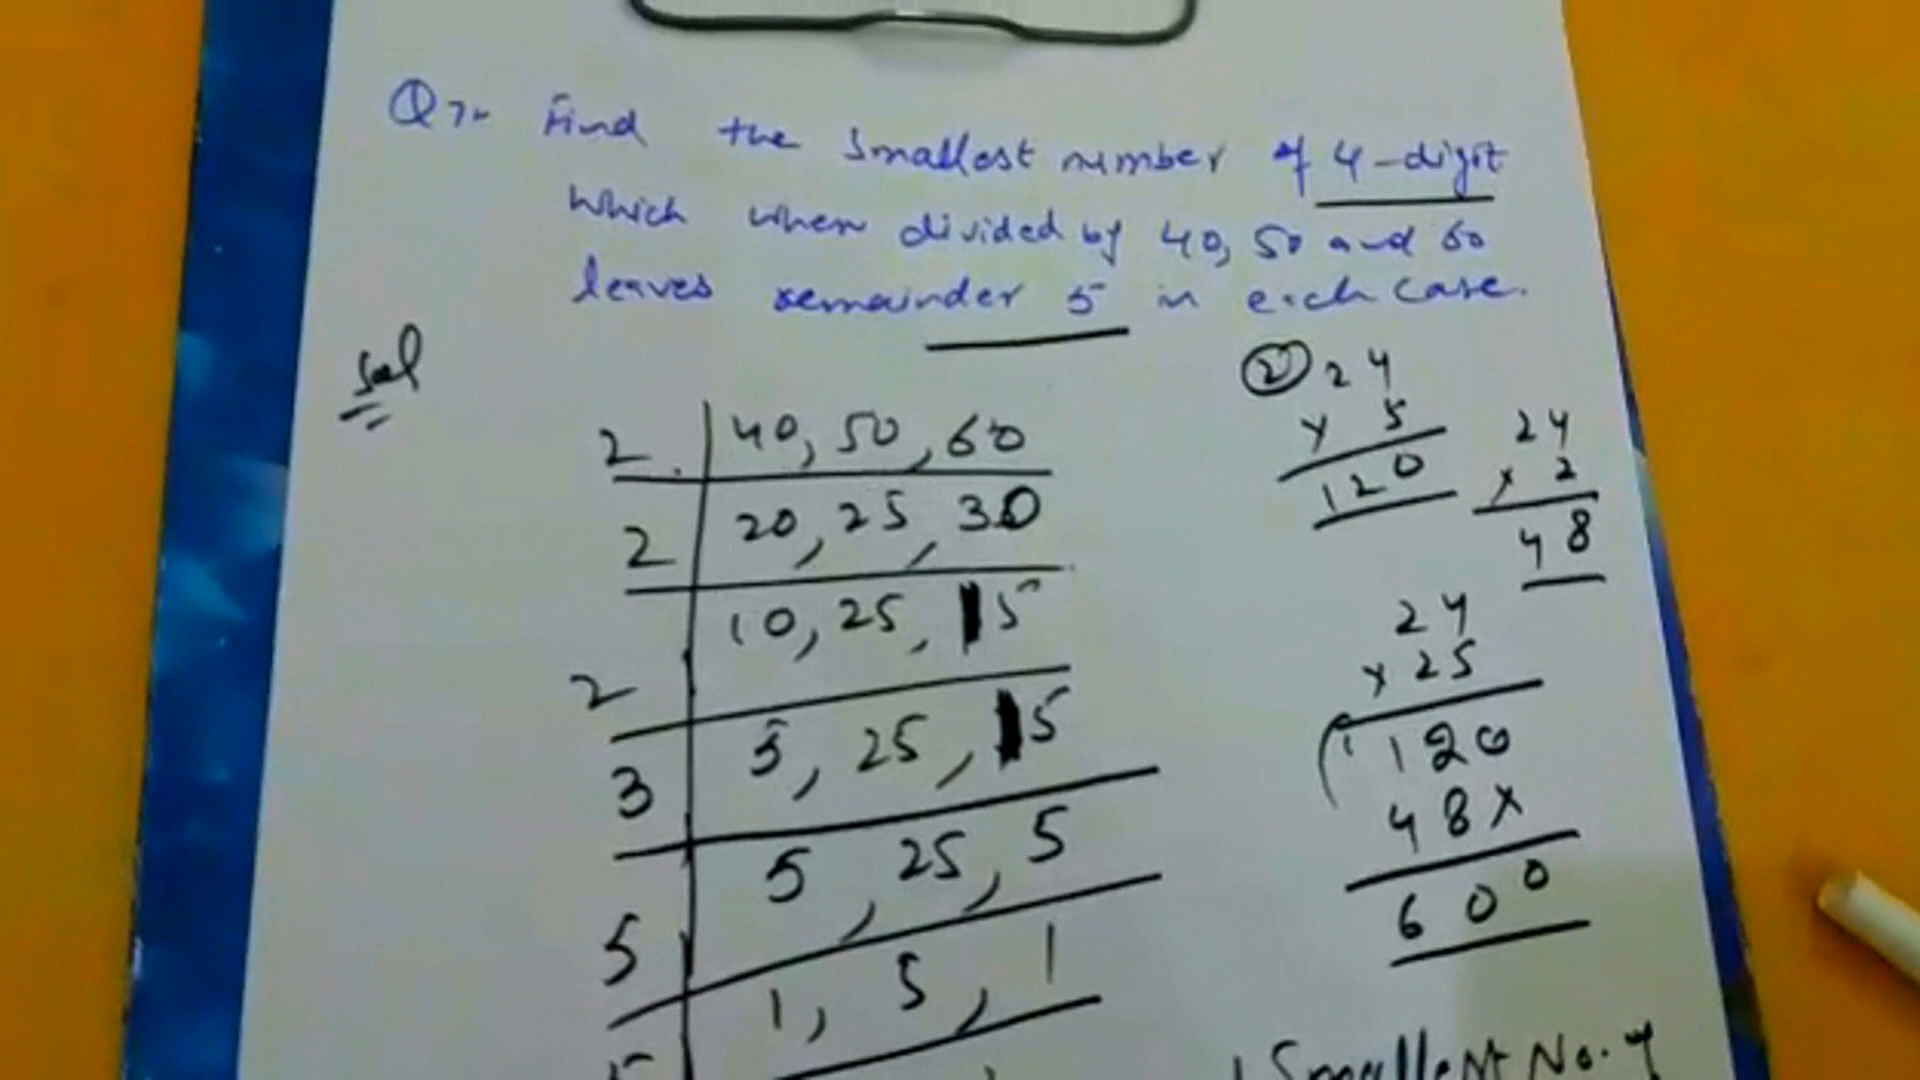 Q7:- Find the smallest number of 4-digit
which when divided by 40, 50 and 60
leaves remainder 5 in each case.
Sol
2 | 40, 50, 60
2 | 20, 25, 30
2 | 10, 25, 15
3 | 5, 25, 15
5 | 5, 25, 5
1, 5, 1
② 24
x 5
120
24
x 2
48
24
x 25
120
48x
600
Smallest No. of